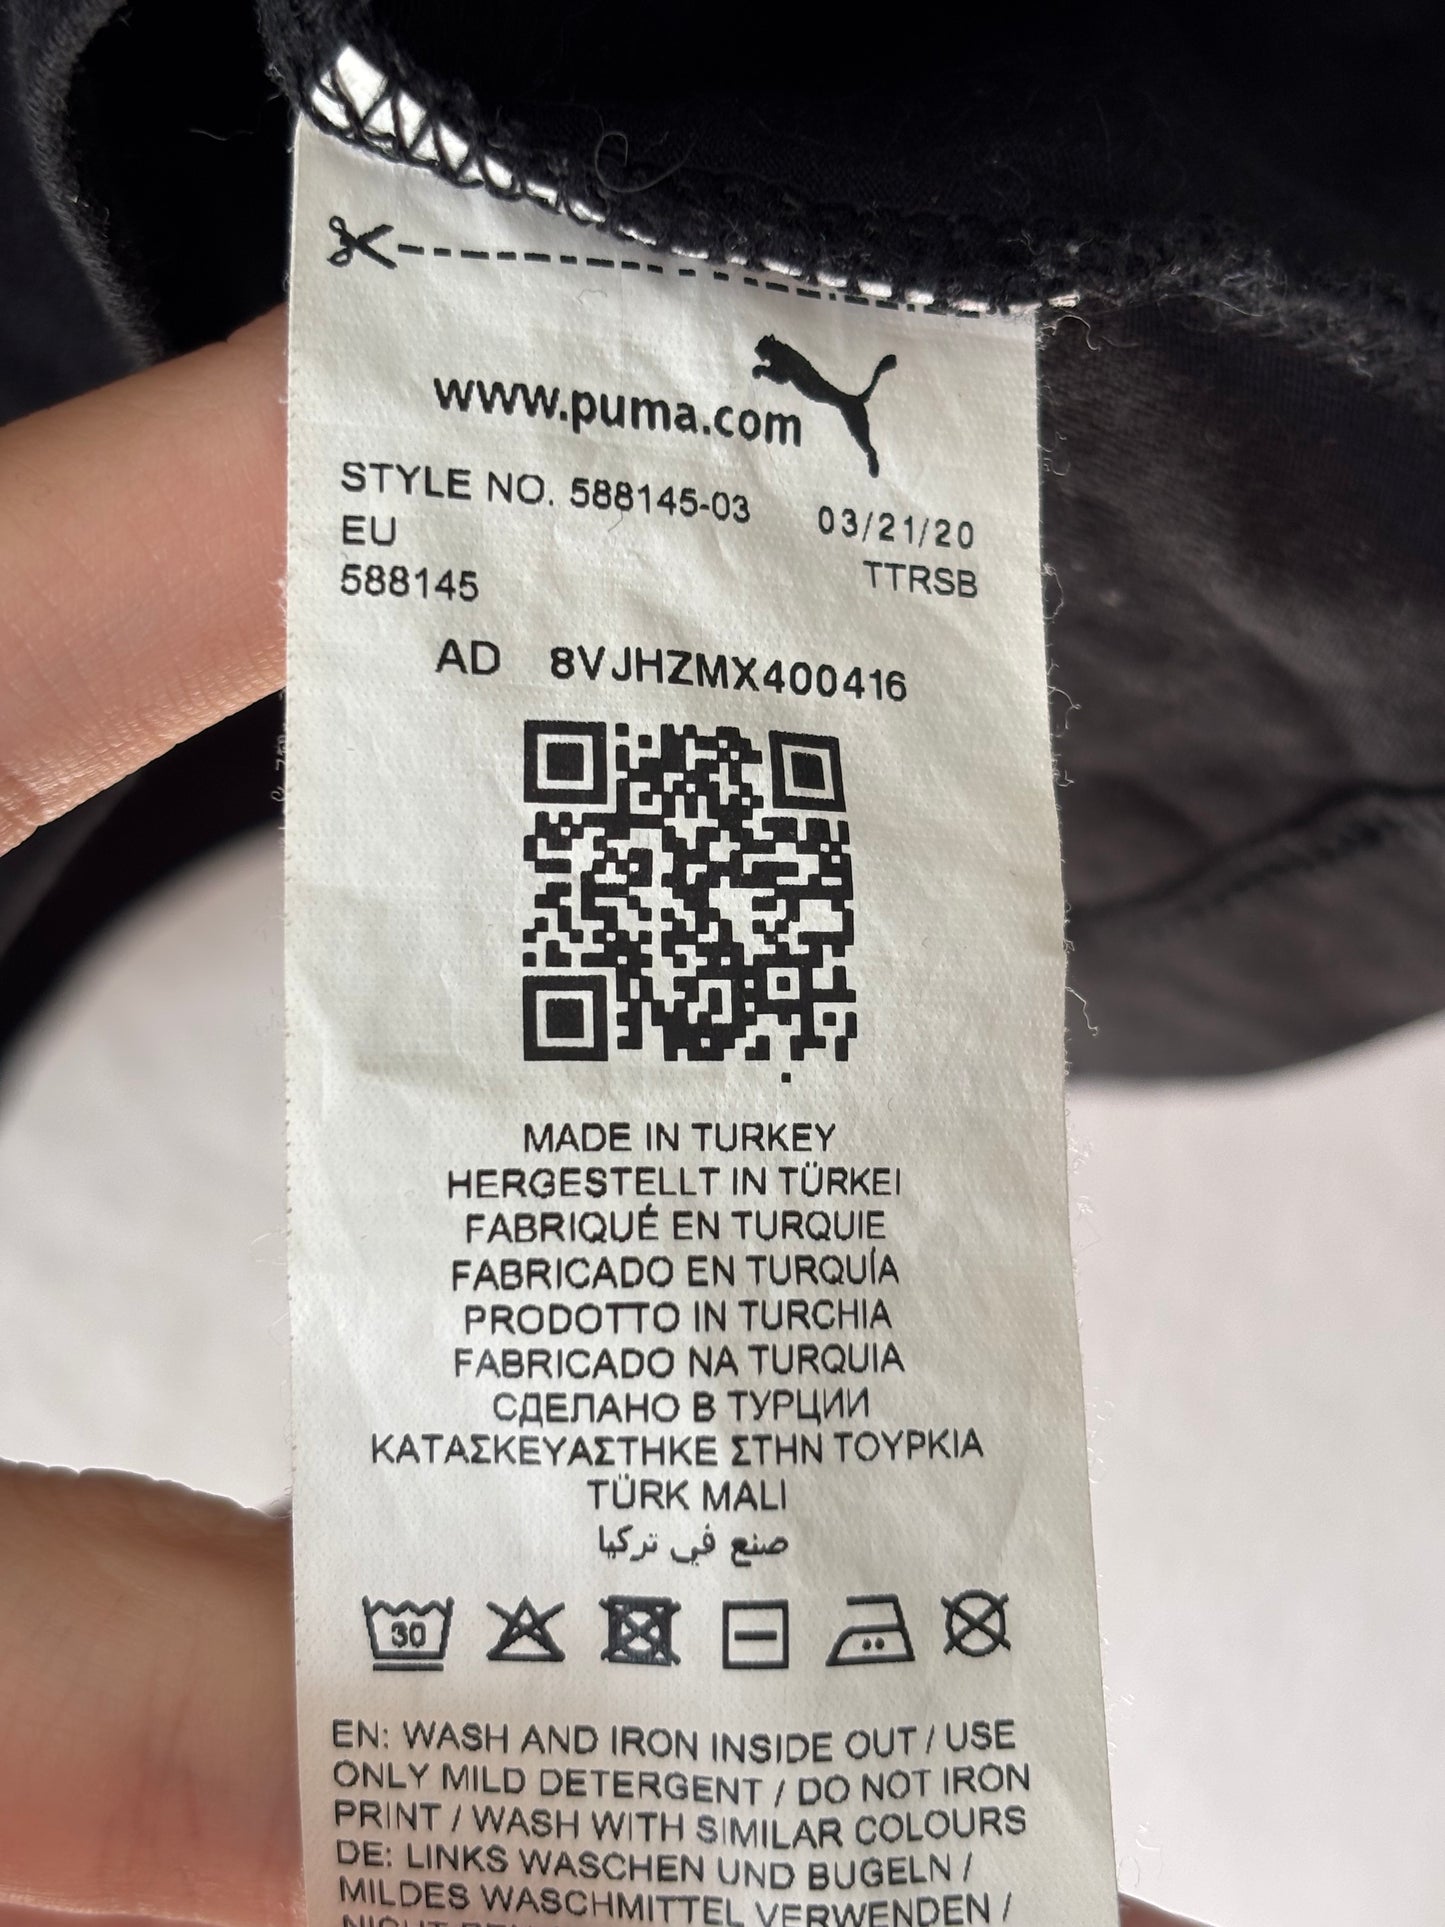 www.puma.com
STYLE NO. 588145-03 03/21/20
EU TTRSB
588145
AD 8VJHZMX400416
MADE IN TURKEY
HERGESTELLT IN TÜRKEI
FABRIQUÉ EN TURQUIE
FABRICADO EN TURQUÍA
PRODOTTO IN TURCHIA
FABRICADO NA TURQUIA
СДЕЛАНО В ТУРЦИИ
ΚΑΤΑΣΚΕΥΑΣΤΗΚΕ ΣΤΗΝ ΤΟΥΡΚΙΑ
TÜRK MALI
صنع في تركيا
30
EN: WASH AND IRON INSIDE OUT / USE
ONLY MILD DETERGENT / DO NOT IRON
PRINT / WASH WITH SIMILAR COLOURS
DE: LINKS WASCHEN UND BUGELN /
MILDES WASCHMITTEL VERWENDEN /